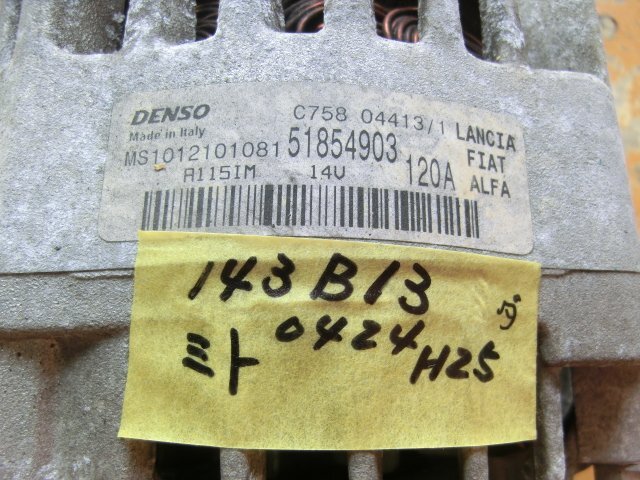 DENSO
Made in Italy
C758 04413/1
MS1012101081 51854903
A115IM 14V 120A
LANCIA
FIAT
ALFA
143B13
ミト 0424 H25